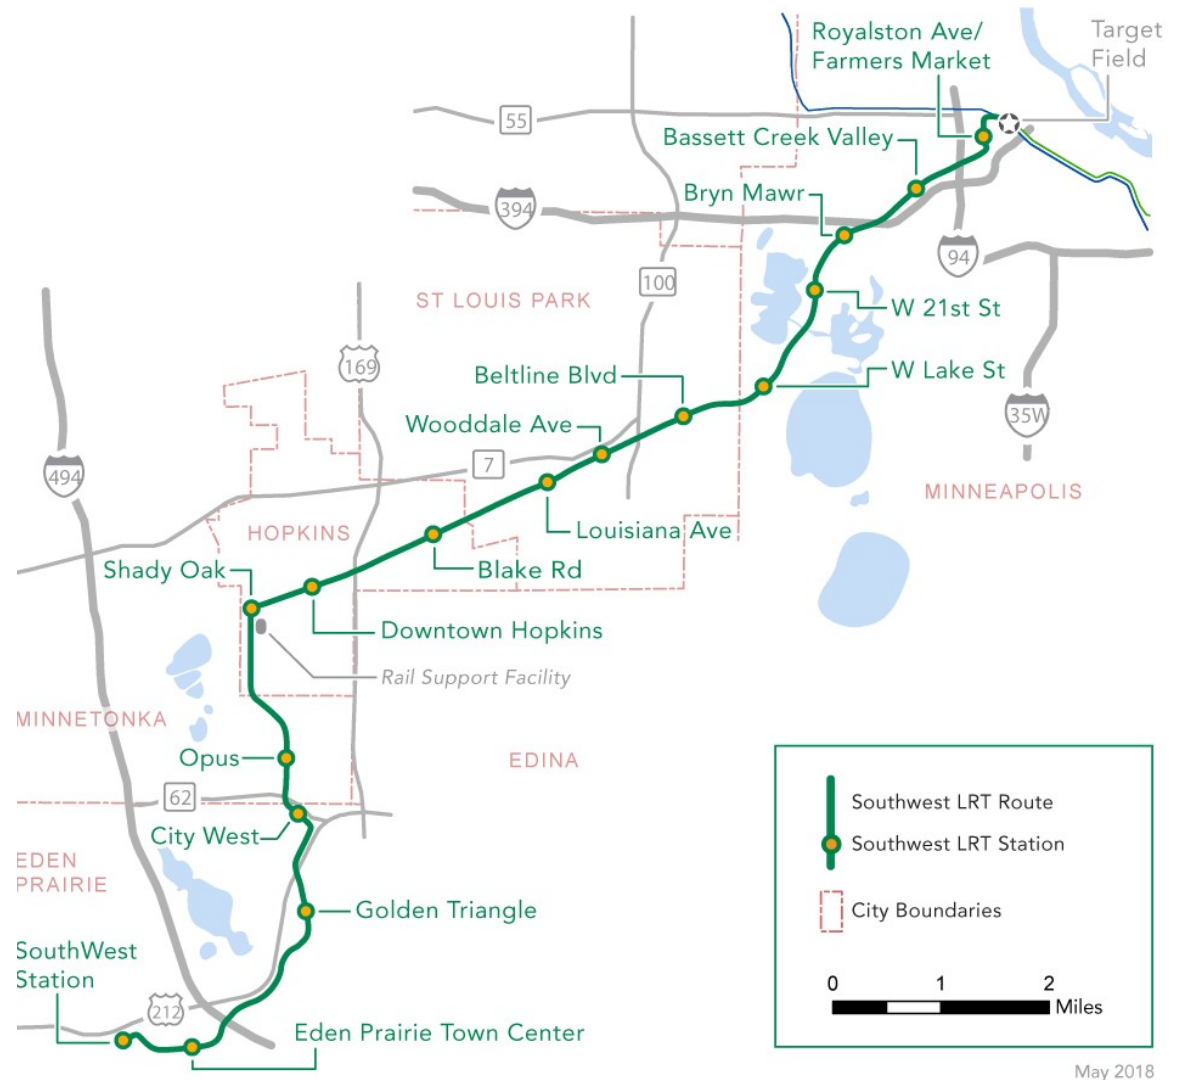 Royalston Ave/
Farmers Market
Target
Field
55
Bassett Creek Valley
Bryn Mawr
394
94
100
ST LOUIS PARK
W 21st St
169
Beltline Blvd
W Lake St
Wooddale Ave
35W
7
494
MINNEAPOLIS
HOPKINS
Louisiana Ave
Shady Oak
Blake Rd
Downtown Hopkins
Rail Support Facility
MINNETONKA
Opus
EDINA
62
City West
EDEN
PRAIRIE
Golden Triangle
SouthWest
Station
212
Eden Prairie Town Center
Southwest LRT Route
Southwest LRT Station
City Boundaries
0 1 2
Miles
May 2018